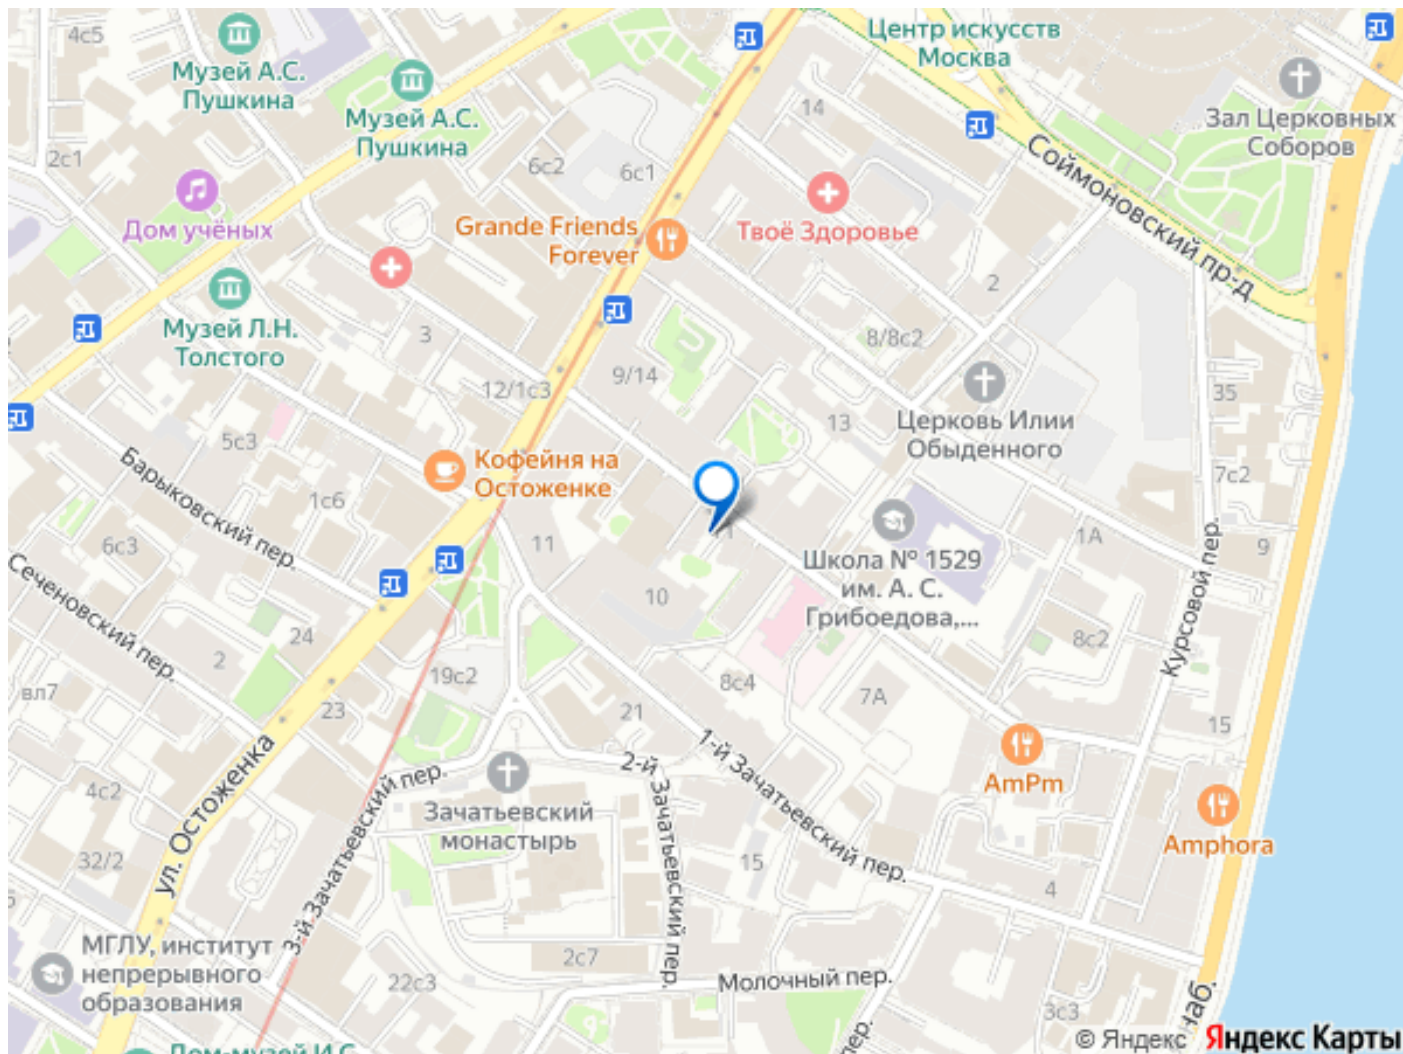 4с5
Музей А.С.
Пушкина
Музей А.С.
Пушкина
Центр искусств
Москва
Зал Церковных
Соборов
14
2с1
6с2
6с1
Соймоновский пр-д
Дом учёных
Grande Friends
Forever
Твоё Здоровье
2
Музей Л.Н.
Толстого
3
8/8с2
9/14
12/1с3
35
13
Церковь Илии
Обыденного
5с3
Барыковский пер.
Кофейня на
Остоженке
7с2
1с6
6с3
11
1А
9
Школа № 1529
им. А. С.
Грибоедова,...
Сеченовский пер.
Курсовой пер.
10
24
2
8с2
19с2
8с4
7А
вл7
23
21
15
1-й Зачатьевский пер.
2-й Зачатьевский пер.
AmPm
ул. Остоженка
3-й Зачатьевский пер.
4с2
Зачатьевский
монастырь
Amphora
32/2
15
4
МГЛУ, институт
непрерывного
образования
2с7
22с3
Молочный пер.
3с3
наб.
пер.
Дом-музей И.С.
© Яндекс Яндекс Карты